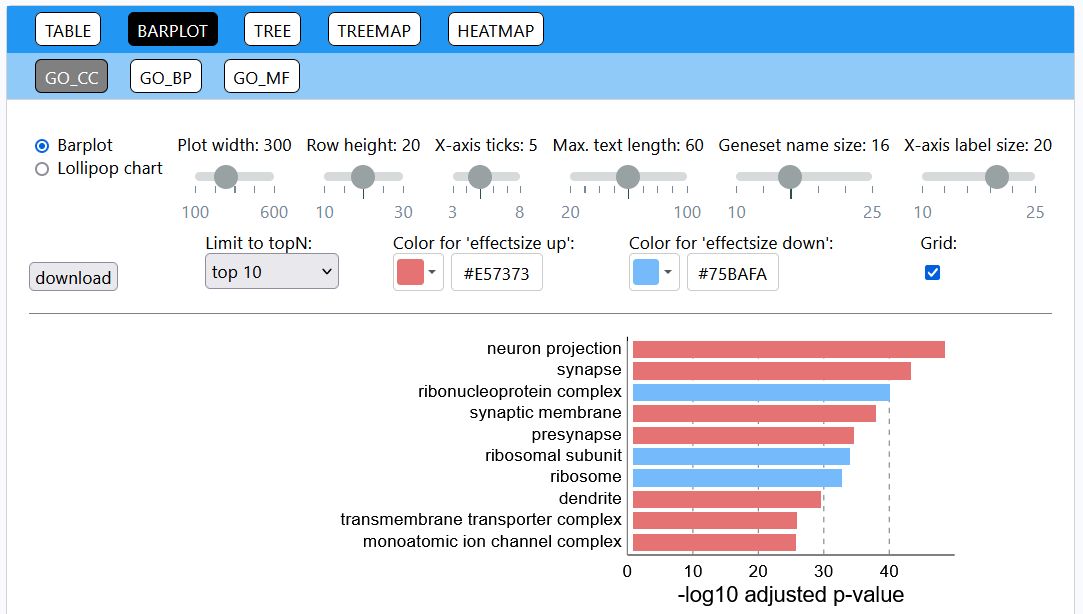 TABLE BARPLOT TREE TREEMAP HEATMAP
GO_CC GO_BP GO_MF
Barplot Plot width: 300 Row height: 20 X-axis ticks: 5 Max. text length: 60 Geneset name size: 16 X-axis label size: 20
Lollipop chart
100 600 10 30 3 8 20 100 10 25 10 25
Limit to topN: Color for 'effectsize up': Color for 'effectsize down': Grid:
download top 10 #E57373 #75BAFA
neuron projection
synapse
ribonucleoprotein complex
synaptic membrane
presynapse
ribosomal subunit
ribosome
dendrite
transmembrane transporter complex
monoatomic ion channel complex
0 10 20 30 40
-log10 adjusted p-value